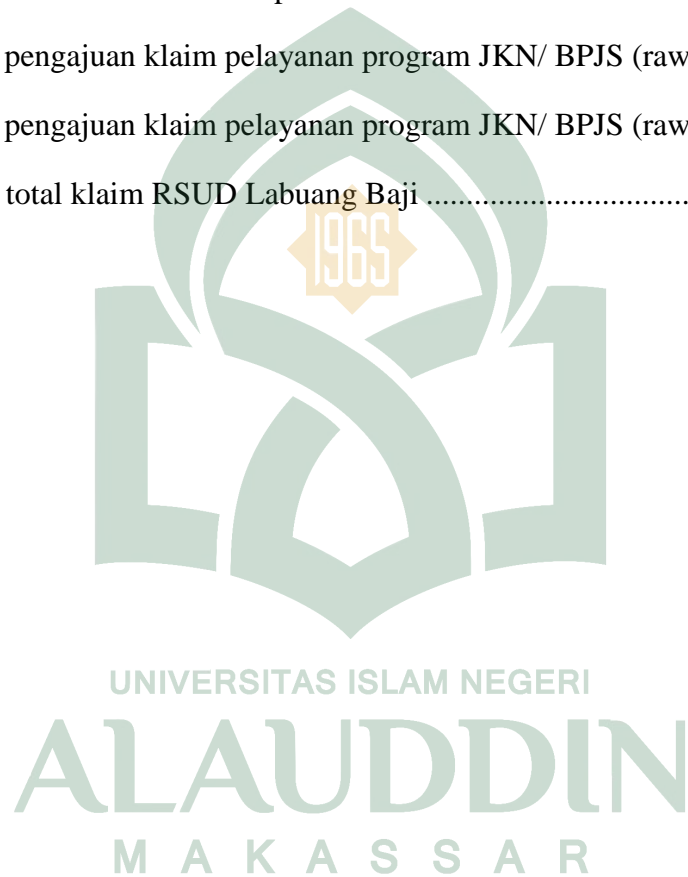 pengajuan klaim pelayanan program JKN/ BPJS (raw
pengajuan klaim pelayanan program JKN/ BPJS (raw
total klaim RSUD Labuang Baji ................................
1965
UNIVERSITAS ISLAM NEGERI
ALAUDDIN
MAKASSAR